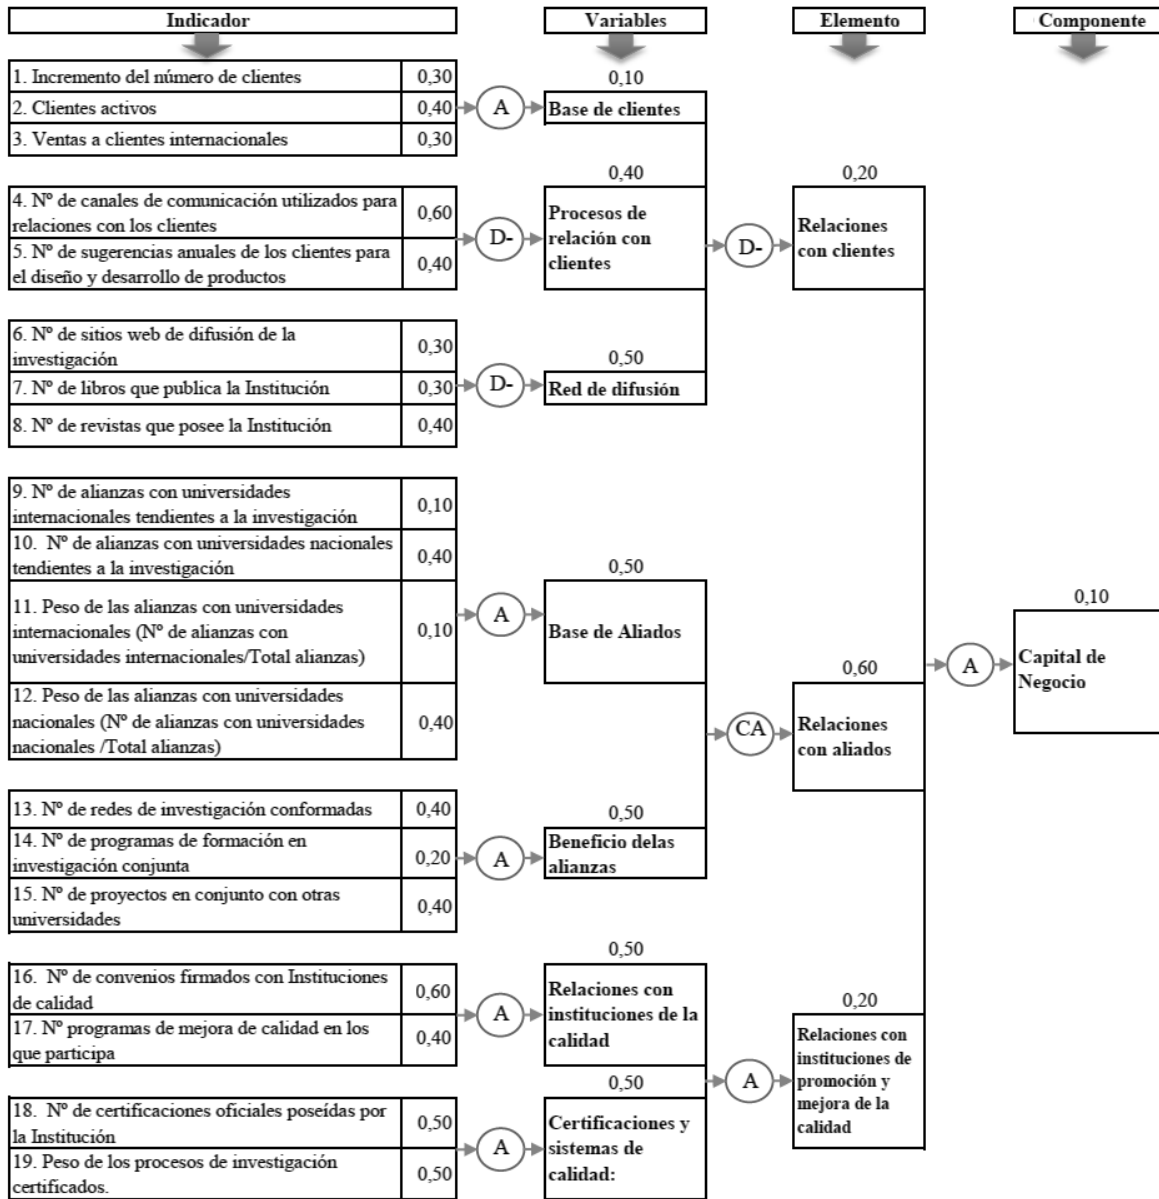 Indicador
Variables
Elemento
Componente
1. Incremento del número de clientes 0,30
2. Clientes activos 0,40
3. Ventas a clientes internacionales 0,30
A
0,10
Base de clientes
4. Nº de canales de comunicación utilizados para
relaciones con los clientes
0,60
5. Nº de sugerencias anuales de los clientes para
el diseño y desarrollo de productos
0,40
D-
0,40
Procesos de
relación con
clientes
D-
0,20
Relaciones
con clientes
6. Nº de sitios web de difusión de la
investigación
0,30
7. Nº de libros que publica la Institución 0,30
8. Nº de revistas que posee la Institución 0,40
D-
0,50
Red de difusión
9. Nº de alianzas con universidades
internacionales tendientes a la investigación
0,10
10. Nº de alianzas con universidades nacionales
tendientes a la investigación
0,40
11. Peso de las alianzas con universidades
internacionales (Nº de alianzas con
universidades internacionales/Total alianzas)
0,10
12. Peso de las alianzas con universidades
nacionales (Nº de alianzas con universidades
nacionales /Total alianzas)
0,40
A
0,50
Base de Aliados
CA
0,60
Relaciones
con aliados
A
0,10
Capital de
Negocio
13. Nº de redes de investigación conformadas 0,40
14. Nº de programas de formación en
investigación conjunta
0,20
15. Nº de proyectos en conjunto con otras
universidades
0,40
A
0,50
Beneficio delas
alianzas
16. Nº de convenios firmados con Instituciones
de calidad
0,60
17. Nº programas de mejora de calidad en los
que participa
0,40
A
0,50
Relaciones con
instituciones de la
calidad
A
0,20
Relaciones con
instituciones de
promoción y
mejora de la
calidad
18. Nº de certificaciones oficiales poseídas por
la Institución
0,50
19. Peso de los procesos de investigación
certificados.
0,50
A
0,50
Certificaciones y
sistemas de
calidad: